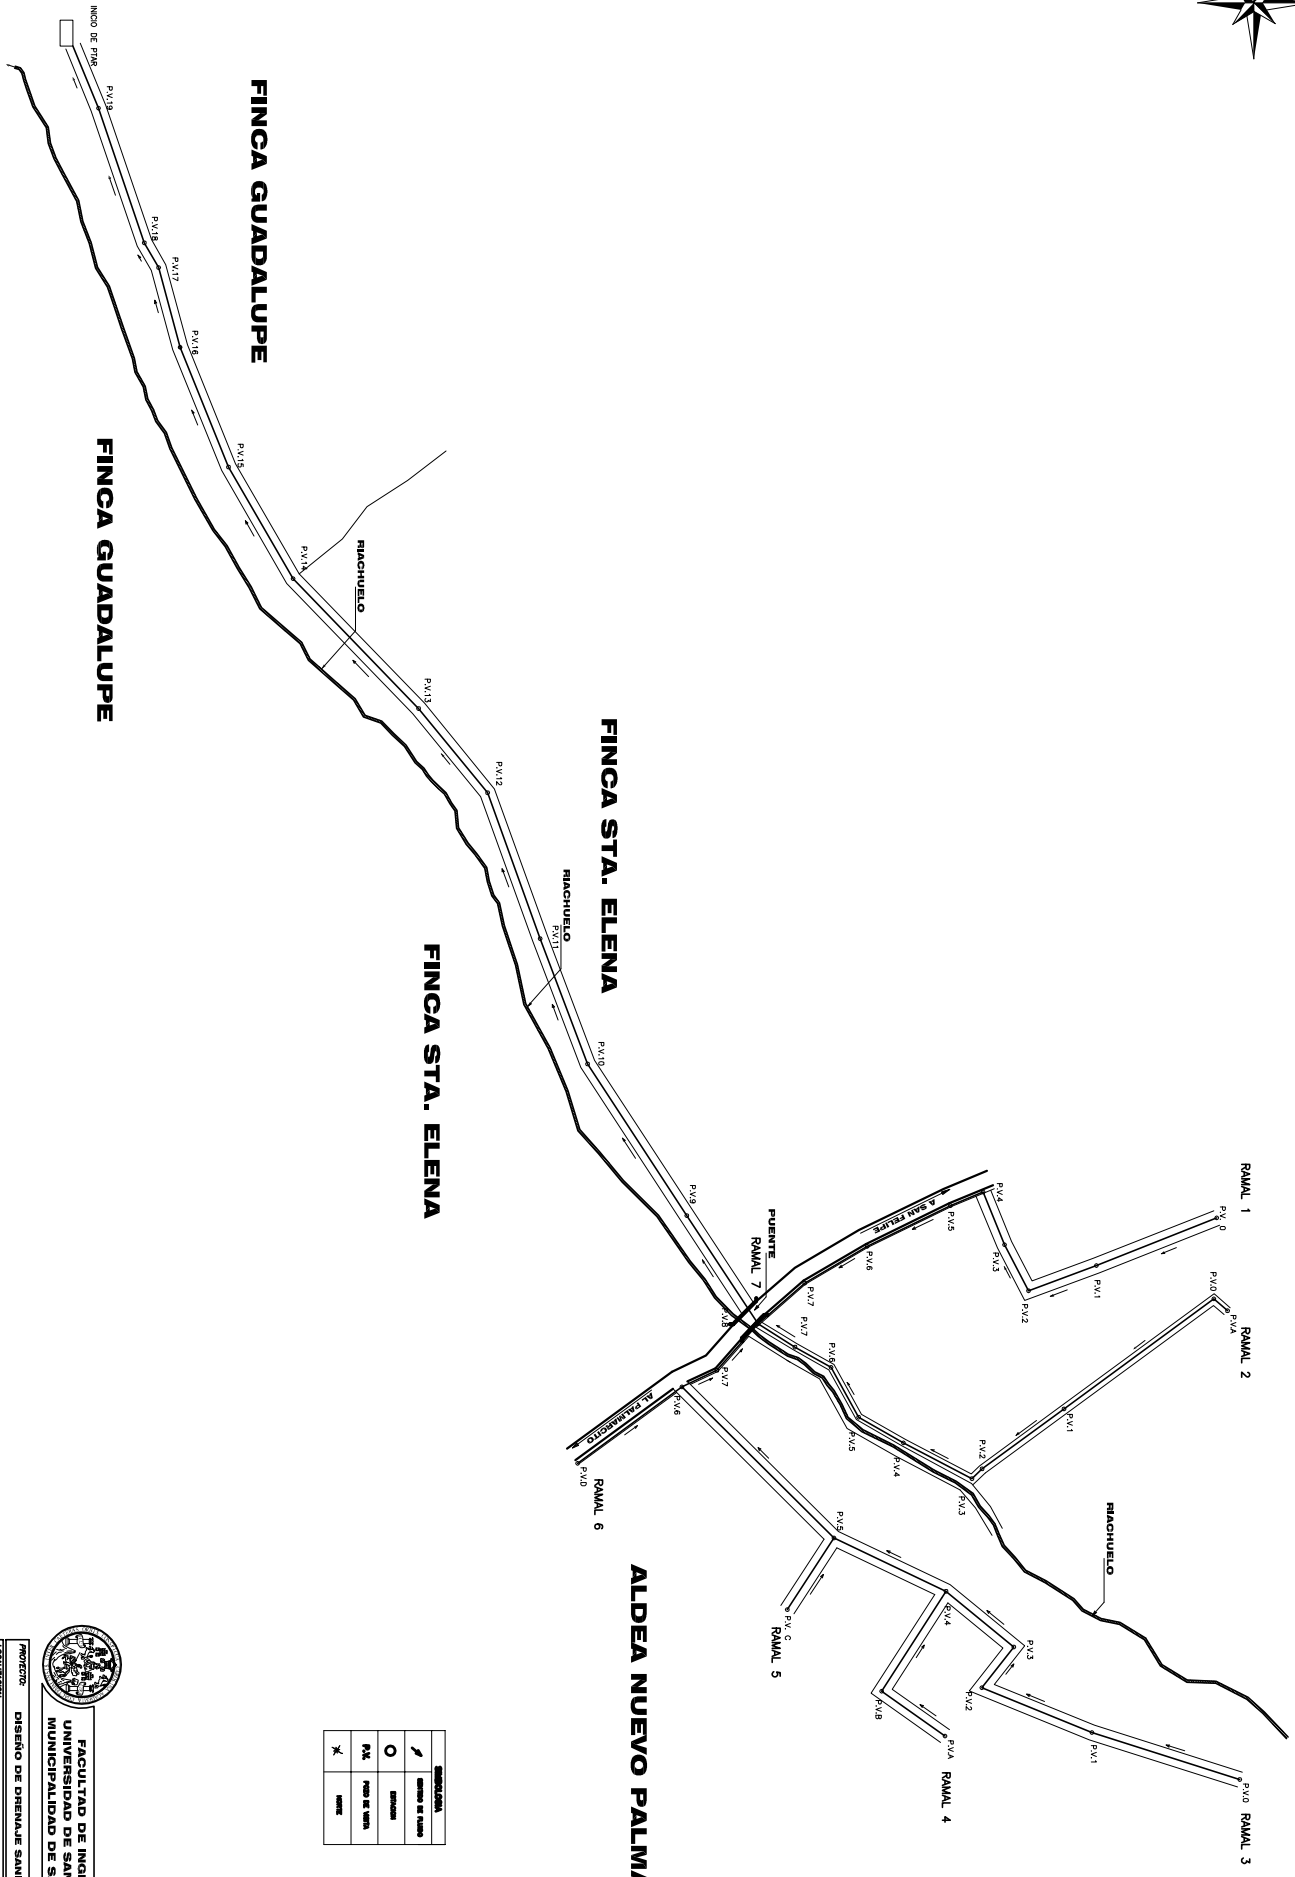 INICIO DE PTAR
P.V.19
P.V.18
P.V.17
P.V.16
P.V.15
P.V.14
P.V.13
P.V.12
P.V.11
P.V.10
P.V.9
P.V.8
FINCA GUADALUPE
FINCA GUADALUPE
RIACHUELO
FINCA STA. ELENA
RIACHUELO
FINCA STA. ELENA
PUENTE
RAMAL 7
A SAN FELIPE
AL PALMARCITO
RAMAL 1
P.V. 0
P.V.1
P.V.2
P.V.3
P.V.4
P.V.5
P.V.6
P.V.7
RAMAL 2
P.V.A
P.V.0
P.V.1
P.V.2
P.V.3
P.V.4
P.V.5
P.V.6
P.V.7
RIACHUELO
RAMAL 3
P.V.0
P.V.1
P.V.2
P.V.3
P.V.4
P.V.5
P.V.6
P.V.7
RAMAL 4
P.V.A
P.V.B
RAMAL 5
P.V. C
RAMAL 6
P.V.D
ALDEA NUEVO PALMA
SIMBOLOGIA
SENTIDO DE FLUJO
ESTACION
P.V. POZO DE VISITA
NORTE
FACULTAD DE INGE
UNIVERSIDAD DE SAN
MUNICIPALIDAD DE S
PROYECTO: DISEÑO DE DRENAJE SANI